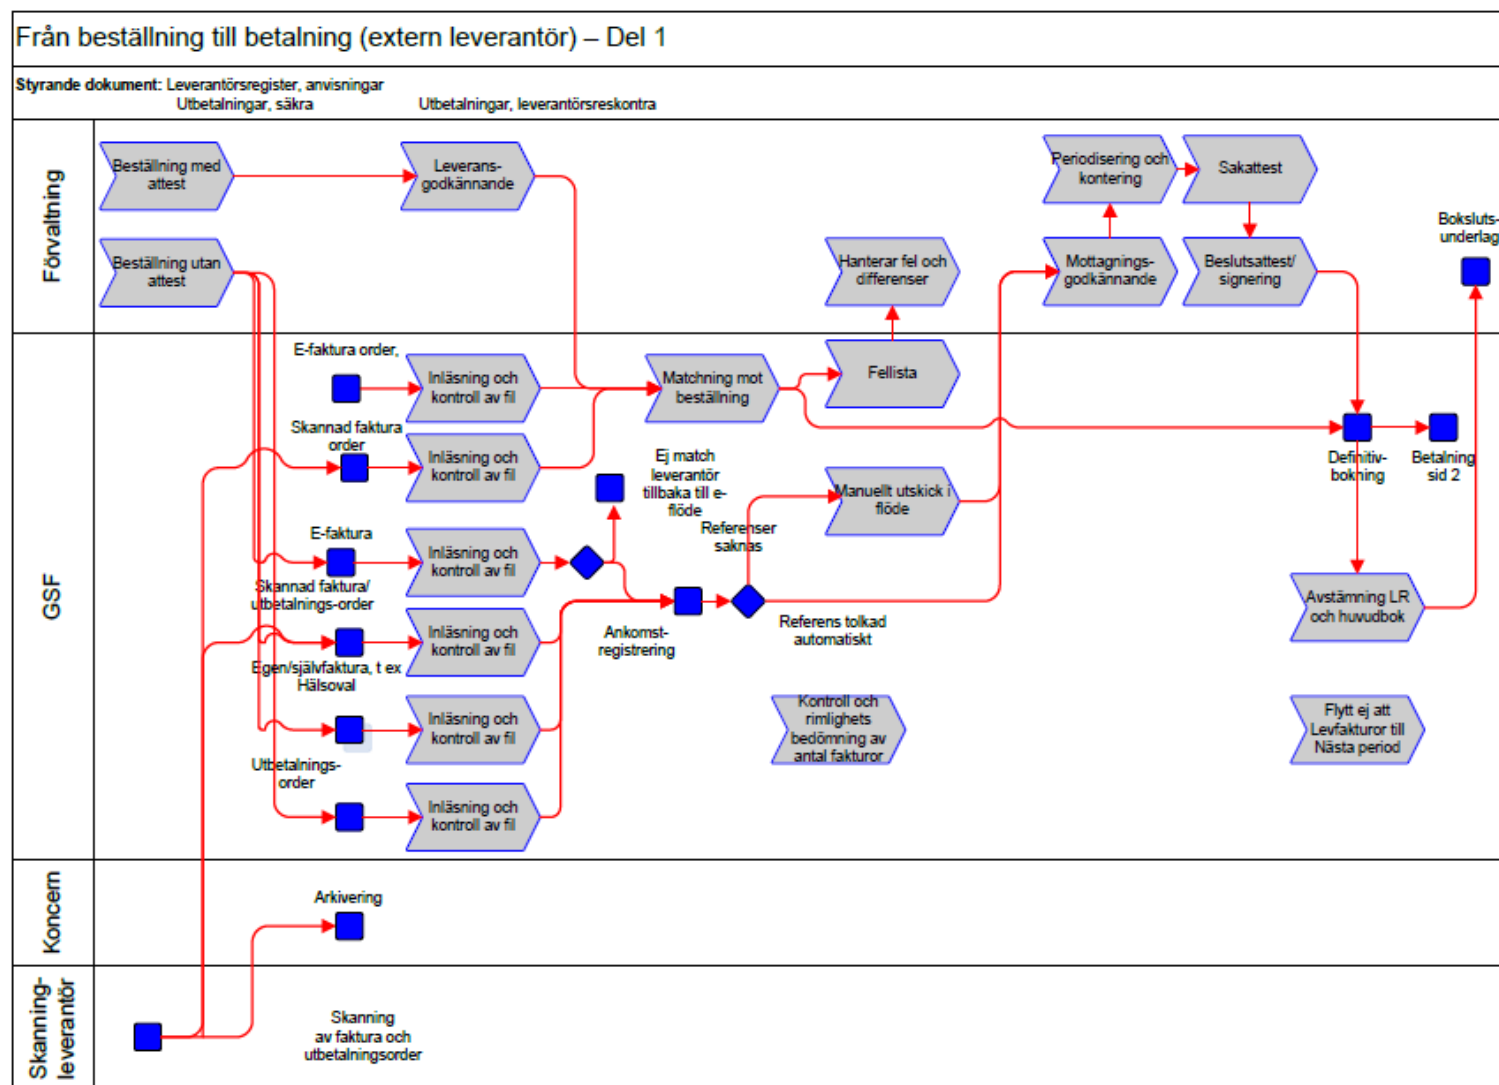 Från beställning till betalning (extern leverantör) – Del 1
Styrande dokument: Leverantörsregister, anvisningar
Utbetalningar, säkra
Utbetalningar, leverantörsreskontra
Förvaltning
Beställning med
attest
Leverans-
godkännande
Periodisering och
kontering
Sakattest
Beställning utan
attest
Hanterar fel och
differenser
Mottagnings-
godkännande
Beslutsattest/
signering
Boksluts-
underlag
GSF
E-faktura order,
Inläsning och
kontroll av fil
Matchning mot
beställning
Fellista
Skannad faktura
order
Inläsning och
kontroll av fil
Ej match
leverantör
tillbaka till e-
flöde
Definitiv-
bokning
Betalning
sid 2
Manuellt utskick i
flöde
Referenser
saknas
E-faktura
Inläsning och
kontroll av fil
Skannad faktura/
utbetalnings-order
Inläsning och
kontroll av fil
Ankomst-
registrering
Referens tolkad
automatiskt
Avstämning LR
och huvudbok
Egen/självfaktura, t ex
Hälsoval
Inläsning och
kontroll av fil
Kontroll och
rimlighets
bedömning av
antal fakturor
Flytt ej att
Levfakturor till
Nästa period
Utbetalnings-
order
Inläsning och
kontroll av fil
Koncern
Arkivering
Skanning-
leverantör
Skanning
av faktura och
utbetalningsorder